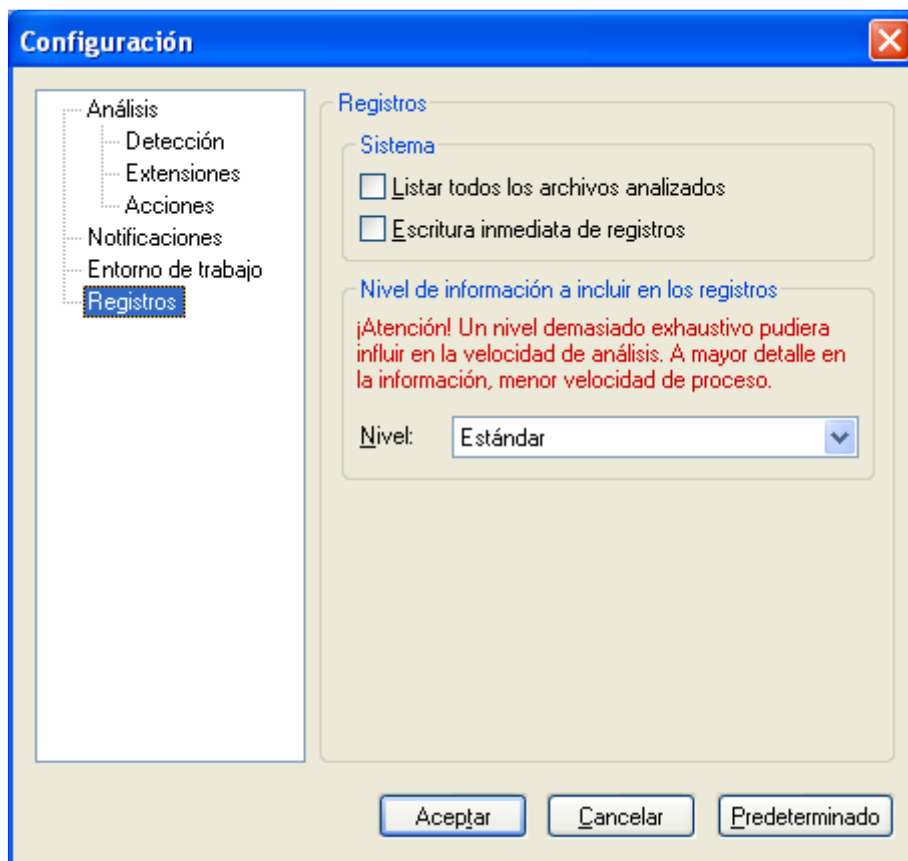 Configuración
Análisis
Detección
Extensiones
Acciones
Notificaciones
Entorno de trabajo
Registros
Registros
Sistema
Listar todos los archivos analizados
Escritura inmediata de registros
Nivel de información a incluir en los registros
¡Atención! Un nivel demasiado exhaustivo pudiera
influir en la velocidad de análisis. A mayor detalle en
la información, menor velocidad de proceso.
Nivel: Estándar
Aceptar Cancelar Predeterminado